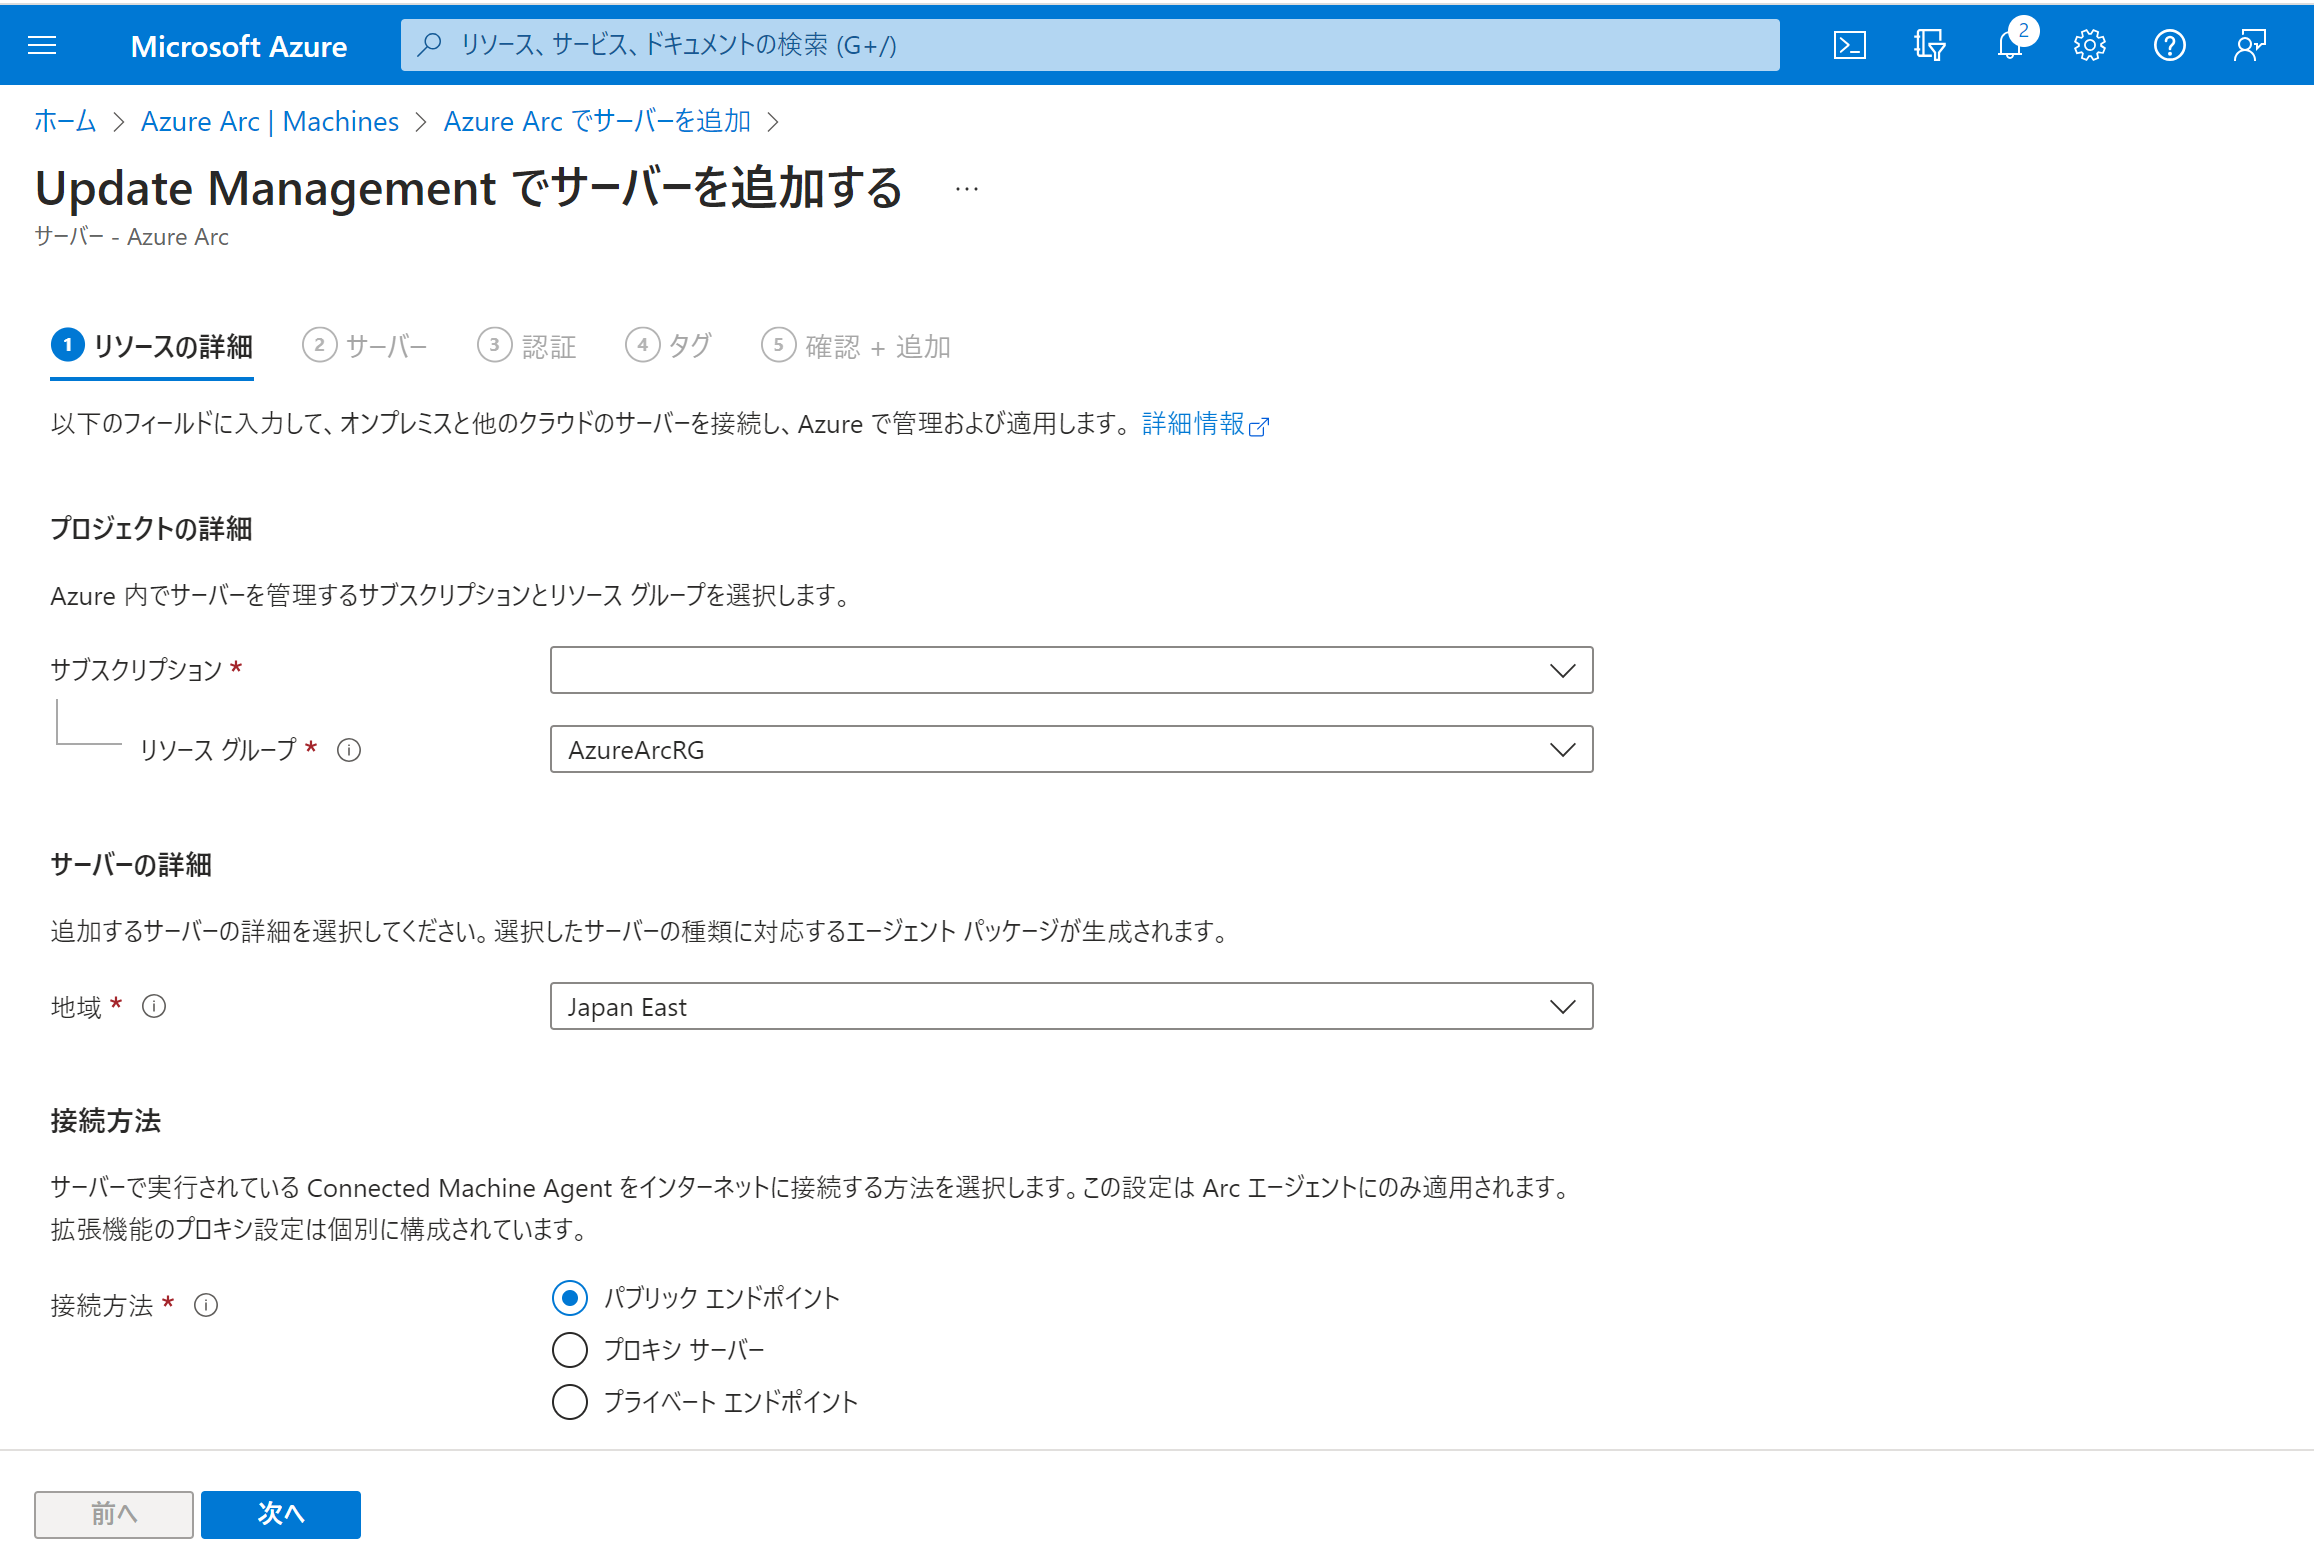 Microsoft Azure
リソース、サービス、ドキュメントの検索 (G+/)
2
ホーム > Azure Arc | Machines > Azure Arc でサーバーを追加 >
Update Management でサーバーを追加する ...
サーバー - Azure Arc
1 リソースの詳細 2 サーバー 3 認証 4 タグ 5 確認 + 追加
以下のフィールドに入力して、オンプレミスと他のクラウドのサーバーを接続し、Azure で管理および適用します。 詳細情報
プロジェクトの詳細
Azure 内でサーバーを管理するサブスクリプションとリソース グループを選択します。
サブスクリプション *
リソース グループ * AzureArcRG
サーバーの詳細
追加するサーバーの詳細を選択してください。選択したサーバーの種類に対応するエージェント パッケージが生成されます。
地域 * Japan East
接続方法
サーバーで実行されている Connected Machine Agent をインターネットに接続する方法を選択します。この設定は Arc エージェントにのみ適用されます。
拡張機能のプロキシ設定は個別に構成されています。
接続方法 * パブリック エンドポイント
プロキシ サーバー
プライベート エンドポイント
前へ 次へ